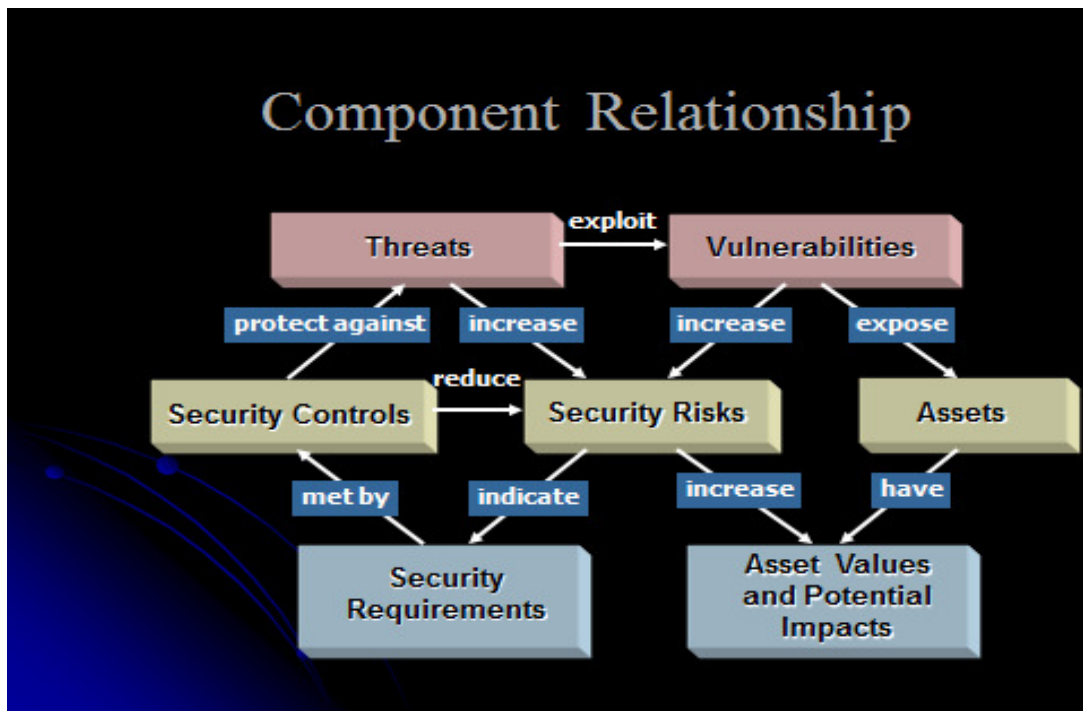 Component Relationship
exploit
Threats
Vulnerabilities
protect against
increase
increase
expose
reduce
Security Controls
Security Risks
Assets
met by
indicate
increase
have
Security
Requirements
Asset Values
and Potential
Impacts